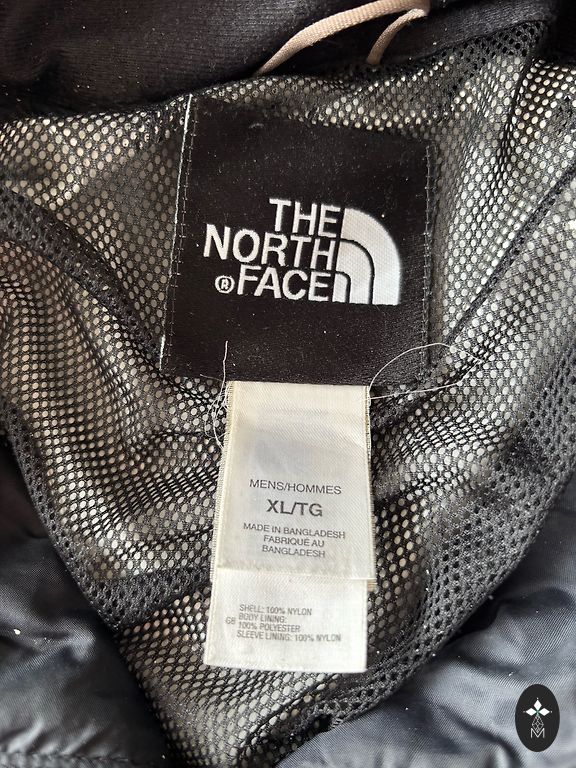 THE
NORTH
® FACE
MENS/HOMMES
XL/TG
MADE IN BANGLADESH
FABRIQUÉ AU
BANGLADESH
SHELL: 100% NYLON
BODY LINING:
GB 100% POLYESTER
SLEEVE LINING: 100% NYLON
M